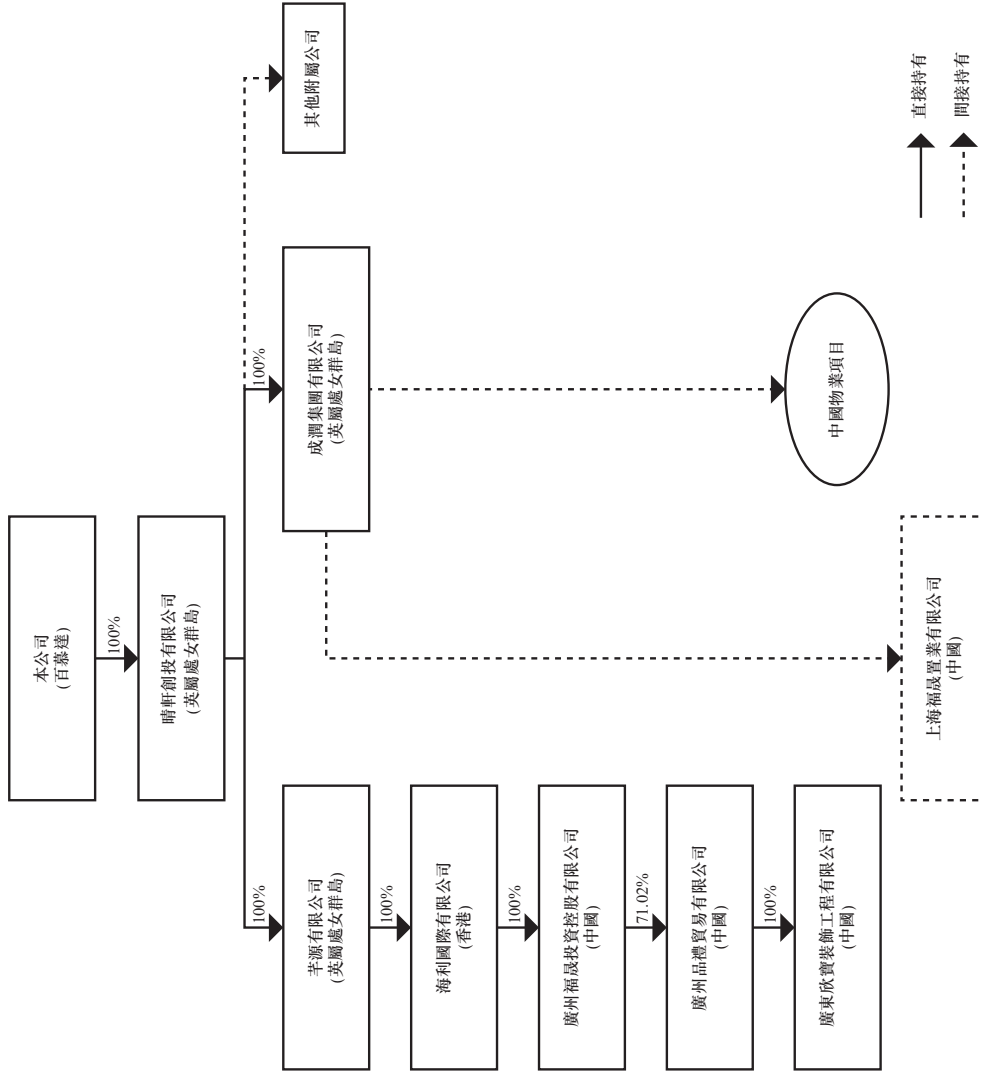 本公司
(百慕達)
100%
晴軒創投有限公司
(英屬處女群島)
100%
芊源有限公司
(英屬處女群島)
100%
成潤集團有限公司
(英屬處女群島)
其他附屬公司
100%
海利國際有限公司
(香港)
100%
廣州福晟投資控股有限公司
(中國)
71.02%
廣州品禮貿易有限公司
(中國)
100%
廣東欣寶裝飾工程有限公司
(中國)
上海福晟置業有限公司
(中國)
中國物業項目
直接持有
間接持有